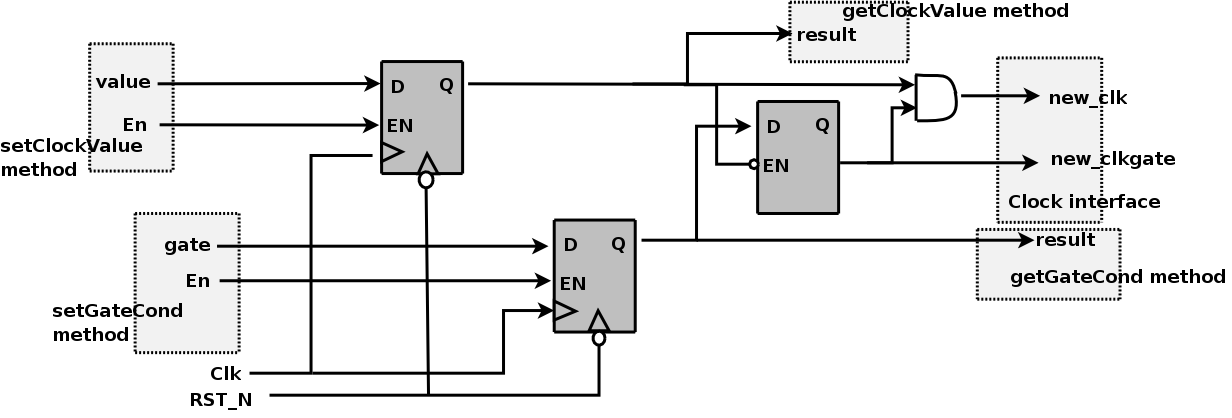 getClockValue method
result
value
D
Q
En
EN
setClockValue
method
new_clk
D
Q
EN
new_clkgate
Clock interface
gate
D
Q
result
En
EN
getGateCond method
setGateCond
method
Clk
RST_N